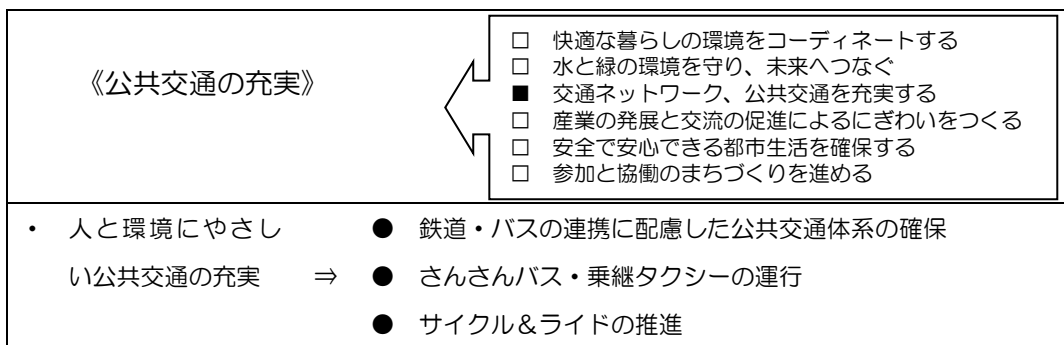 《公共交通の充実》
□ 快適な暮らしの環境をコーディネートする
□ 水と緑の環境を守り、未来へつなぐ
■ 交通ネットワーク、公共交通を充実する
□ 産業の発展と交流の促進によるにぎわいをつくる
□ 安全で安心できる都市生活を確保する
□ 参加と協働のまちづくりを進める
・ 人と環境にやさし
い公共交通の充実 ⇒
● 鉄道・バスの連携に配慮した公共交通体系の確保
● さんさんバス・乗継タクシーの運行
● サイクル＆ライドの推進